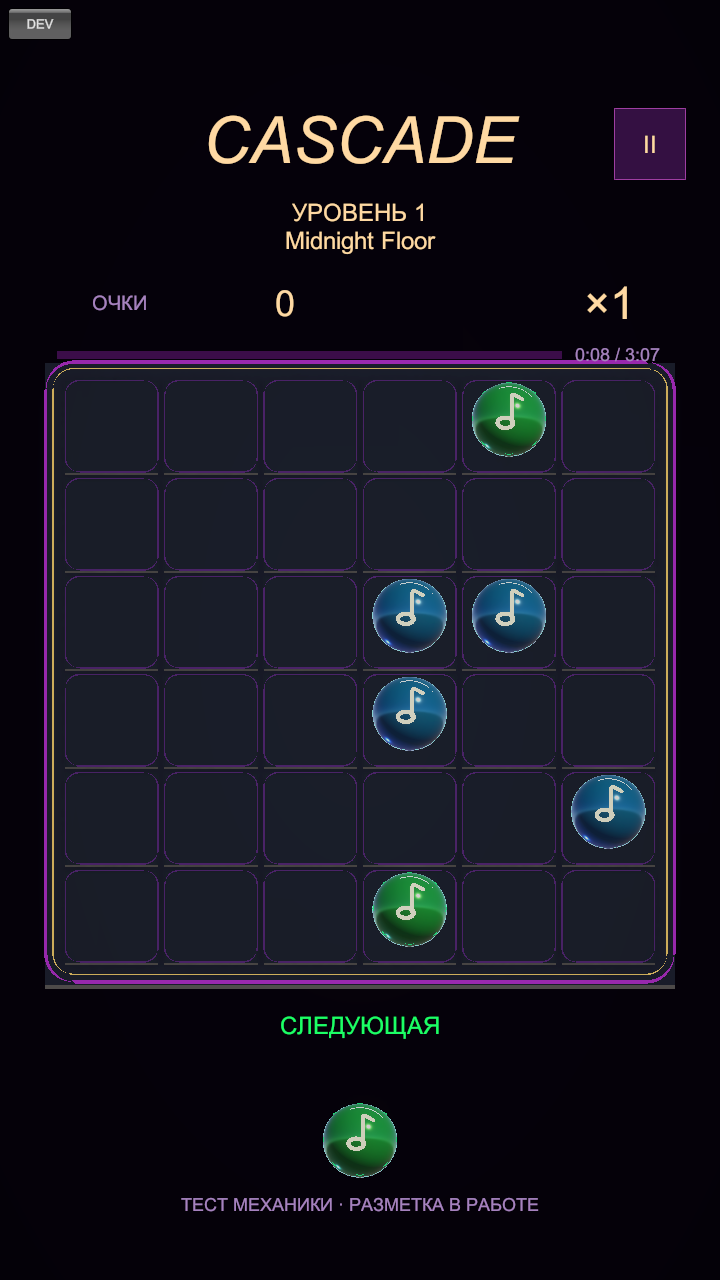 DEV
CASCADE
II
УРОВЕНЬ 1
Midnight Floor
ОЧКИ 0 ×1
0:08 / 3:07
СЛЕДУЮЩАЯ
ТЕСТ МЕХАНИКИ · РАЗМЕТКА В РАБОТЕ